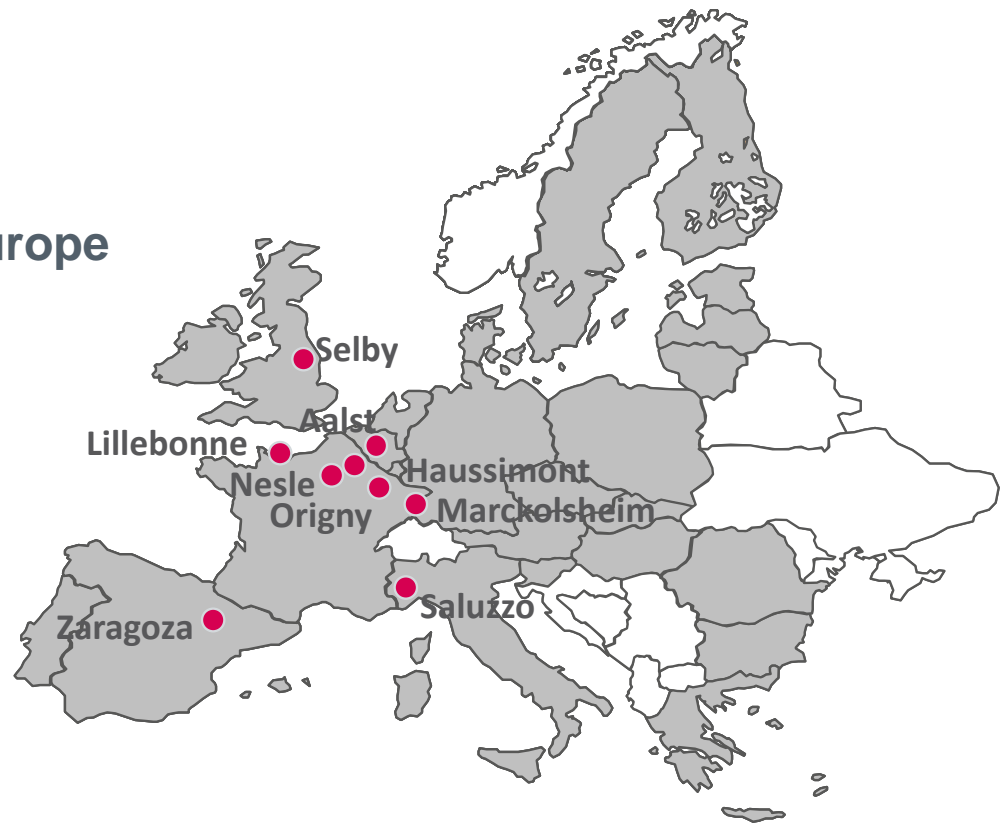 urope
Selby
Aalst
Lillebonne
Haussimont
Nesle
Marckolsheim
Origny
Saluzzo
Zaragoza